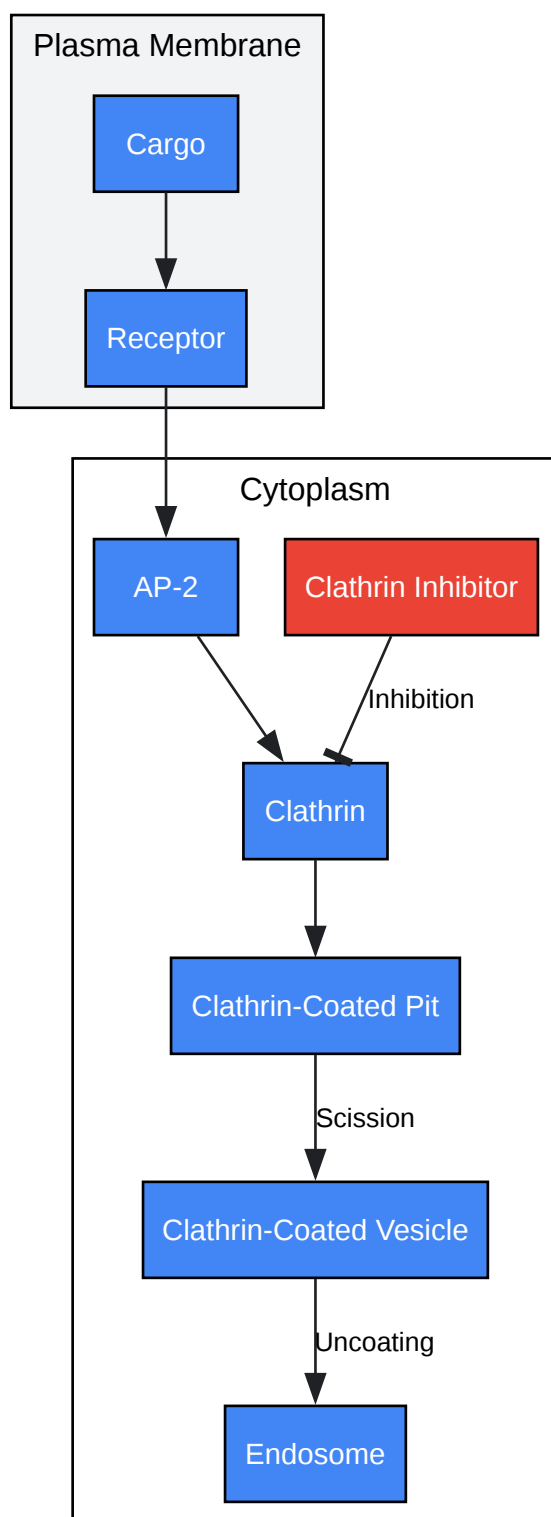 Plasma Membrane
Cargo
Receptor
Cytoplasm
AP-2
Clathrin Inhibitor
Inhibition
Clathrin
Clathrin-Coated Pit
Scission
Clathrin-Coated Vesicle
Uncoating
Endosome